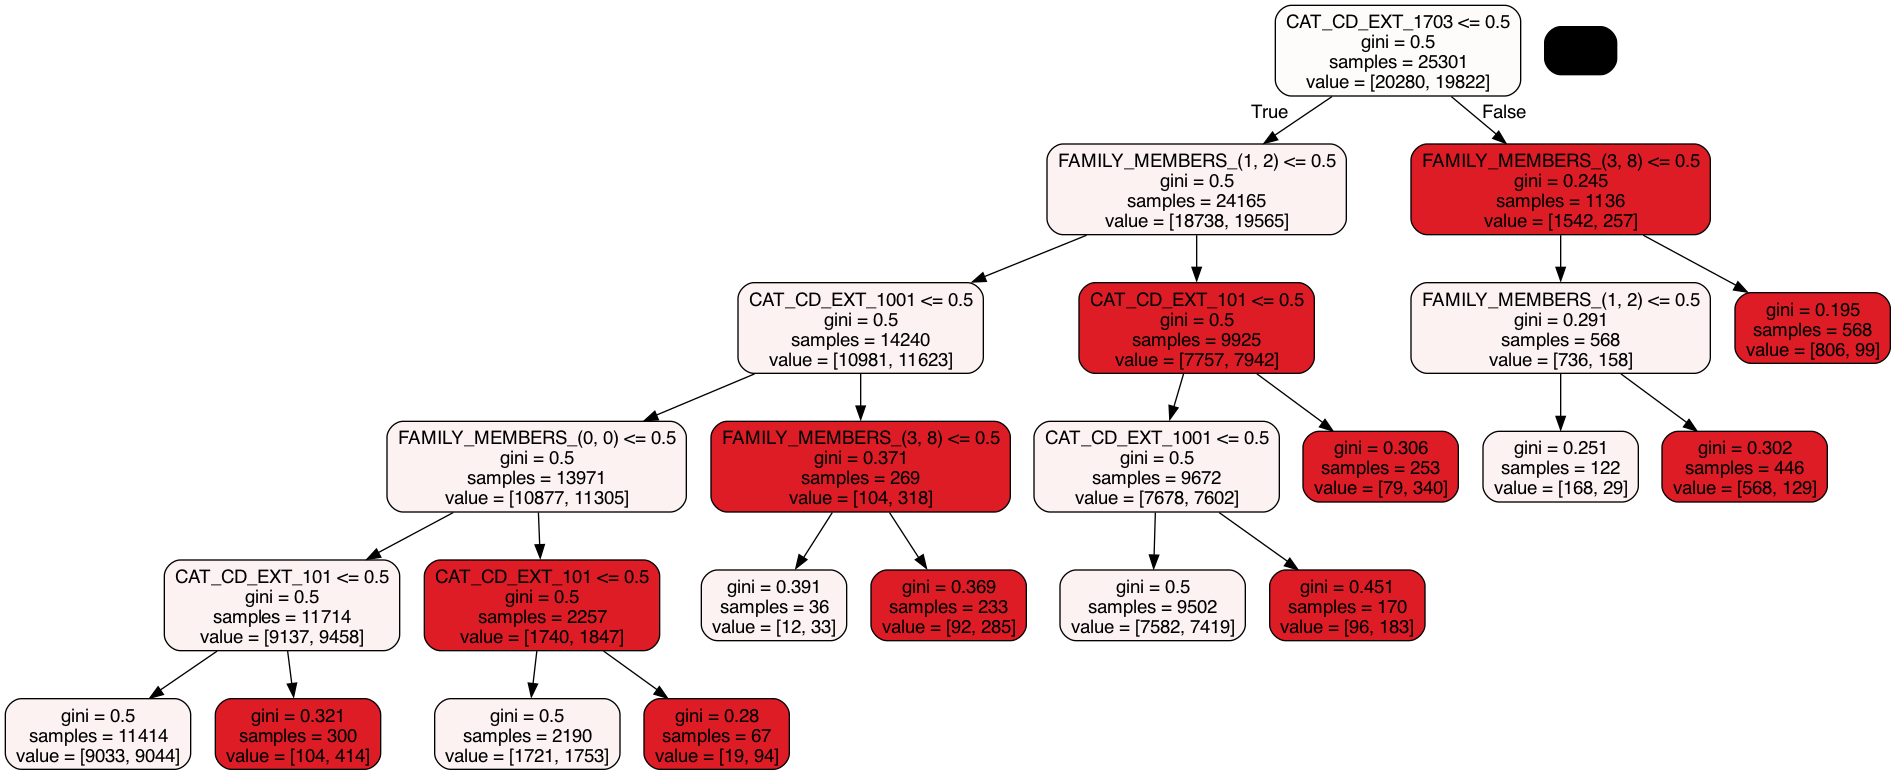 CAT_CD_EXT_1703 <= 0.5
gini = 0.5
samples = 25301
value = [20280, 19822]
True
False
FAMILY_MEMBERS_(1, 2) <= 0.5
gini = 0.5
samples = 24165
value = [18738, 19565]
FAMILY_MEMBERS_(3, 8) <= 0.5
gini = 0.245
samples = 1136
value = [1542, 257]
CAT_CD_EXT_1001 <= 0.5
gini = 0.5
samples = 14240
value = [10981, 11623]
CAT_CD_EXT_101 <= 0.5
gini = 0.5
samples = 9925
value = [7757, 7942]
FAMILY_MEMBERS_(1, 2) <= 0.5
gini = 0.291
samples = 568
value = [736, 158]
gini = 0.195
samples = 568
value = [806, 99]
FAMILY_MEMBERS_(0, 0) <= 0.5
gini = 0.5
samples = 13971
value = [10877, 11305]
FAMILY_MEMBERS_(3, 8) <= 0.5
gini = 0.371
samples = 269
value = [104, 318]
CAT_CD_EXT_1001 <= 0.5
gini = 0.5
samples = 9672
value = [7678, 7602]
gini = 0.306
samples = 253
value = [79, 340]
gini = 0.251
samples = 122
value = [168, 29]
gini = 0.302
samples = 446
value = [568, 129]
CAT_CD_EXT_101 <= 0.5
gini = 0.5
samples = 11714
value = [9137, 9458]
CAT_CD_EXT_101 <= 0.5
gini = 0.5
samples = 2257
value = [1740, 1847]
gini = 0.391
samples = 36
value = [12, 33]
gini = 0.369
samples = 233
value = [92, 285]
gini = 0.5
samples = 9502
value = [7582, 7419]
gini = 0.451
samples = 170
value = [96, 183]
gini = 0.5
samples = 11414
value = [9033, 9044]
gini = 0.321
samples = 300
value = [104, 414]
gini = 0.5
samples = 2190
value = [1721, 1753]
gini = 0.28
samples = 67
value = [19, 94]